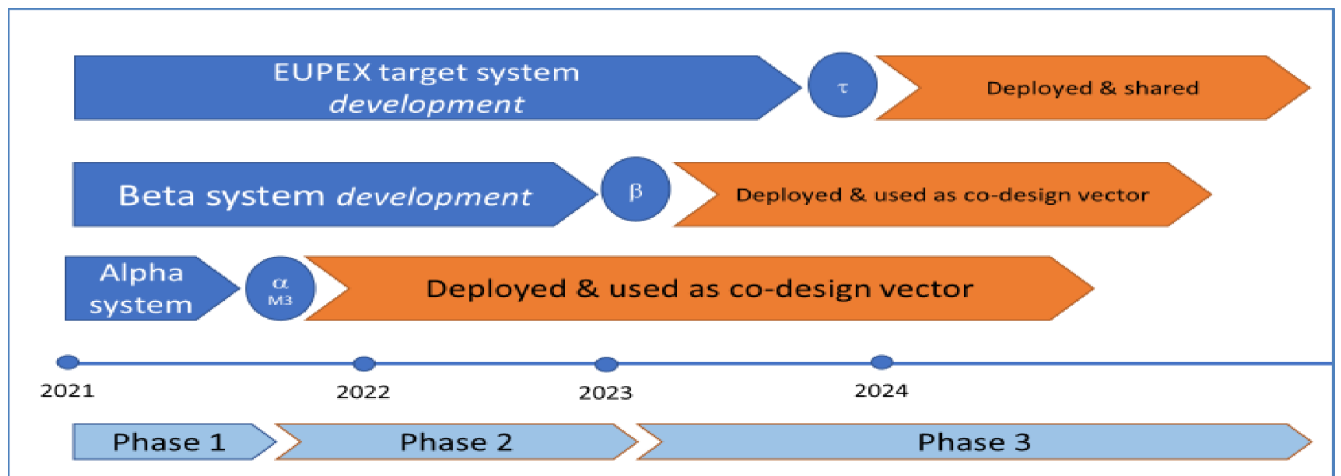 EUPEX target system
development
τ
Deployed & shared
Beta system development
β
Deployed & used as co-design vector
Alpha
system
α
M3
Deployed & used as co-design vector
2021
2022
2023
2024
Phase 1
Phase 2
Phase 3